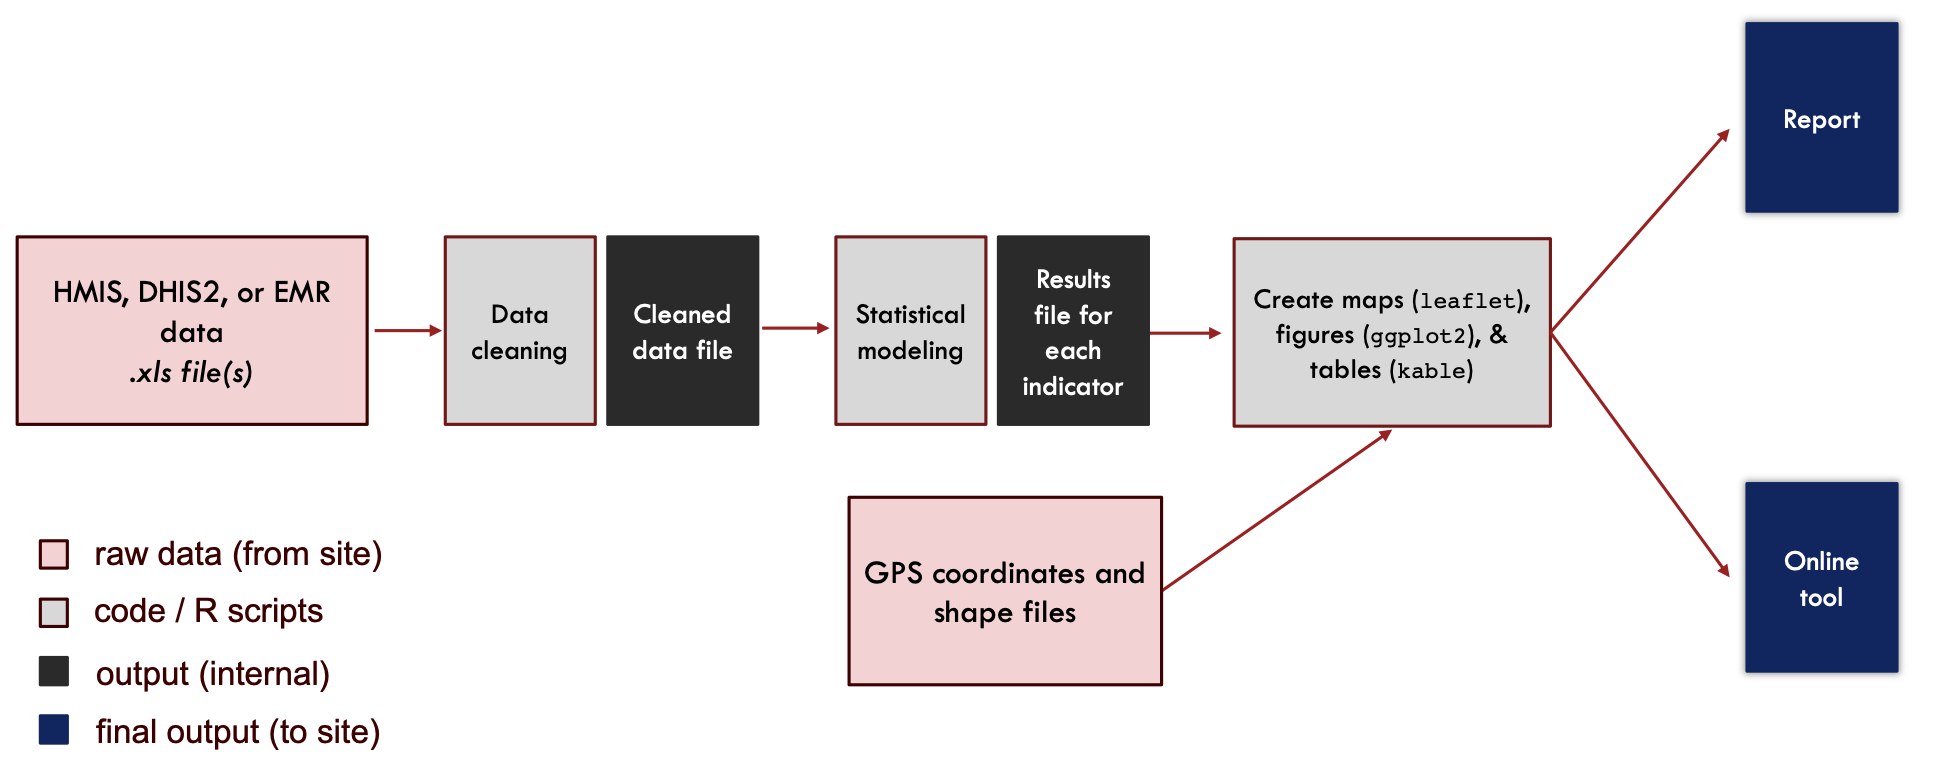 Report
HMIS, DHIS2, or EMR
data
.xls file(s)
Data
cleaning
Cleaned
data file
Statistical
modeling
Results
file for
each
indicator
Create maps (leaflet),
figures (ggplot2), &
tables (kable)
GPS coordinates and
shape files
Online
tool
raw data (from site)
code / R scripts
output (internal)
final output (to site)